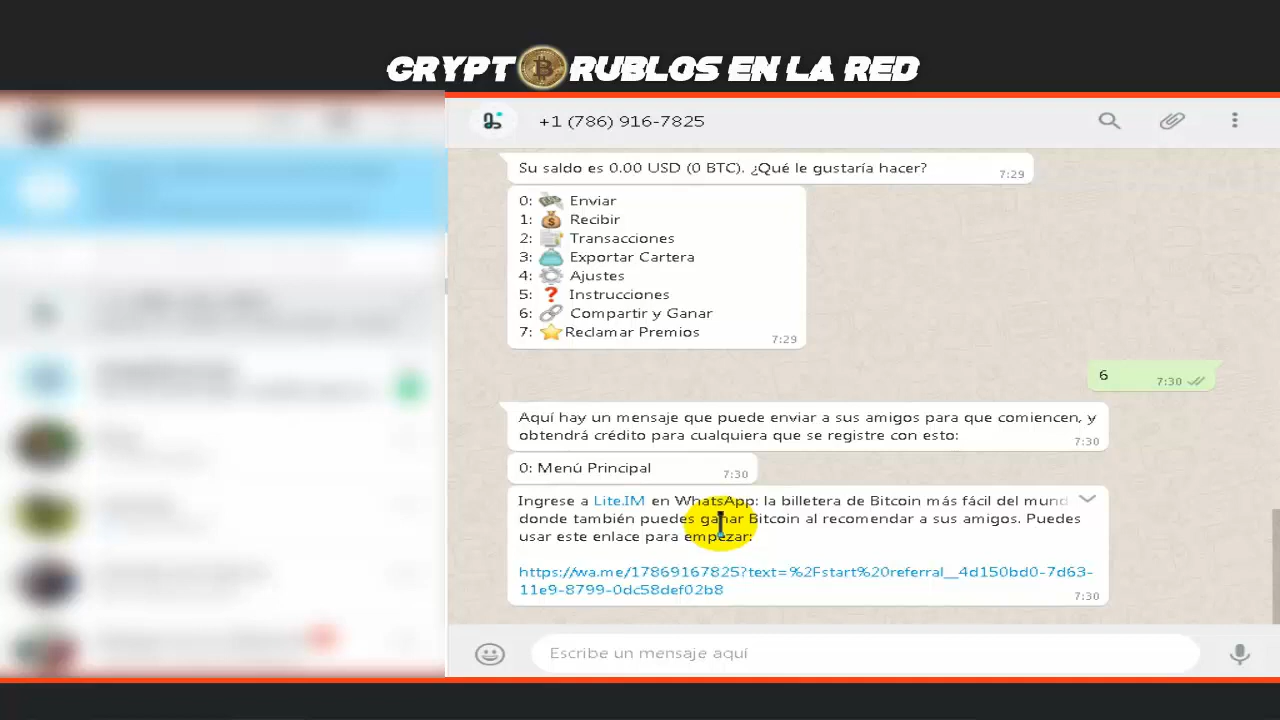 CRYPT RUBLOS EN LA RED
+1 (786) 916-7825
Su saldo es 0.00 USD (0 BTC). ¿Qué le gustaría hacer?
7:29
0: Enviar
1: Recibir
2: Transacciones
3: Exportar Cartera
4: Ajustes
5: ❓ Instrucciones
6: Compartir y Ganar
7: ⭐Reclamar Premios
7:29
6
7:30
Aquí hay un mensaje que puede enviar a sus amigos para que comiencen, y
obtendrá crédito para cualquiera que se registre con esto:
7:30
0: Menú Principal
7:30
Ingrese a Lite.IM en WhatsApp: la billetera de Bitcoin más fácil del mund
donde también puedes ganar Bitcoin al recomendar a sus amigos. Puedes
usar este enlace para empezar:
https://wa.me/17869167825?text=%2Fstart%20referral__4d150bd0-7d63-
11e9-8799-0dc58def02b8
7:30
Escribe un mensaje aquí